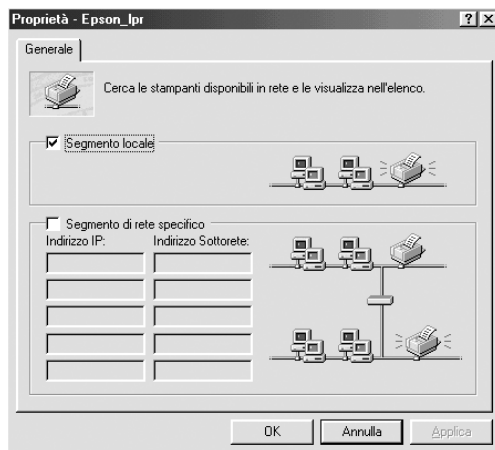 Proprietà - Epson_lpr
Generale
Cerca le stampanti disponibili in rete e le visualizza nell'elenco.
Segmento locale
Segmento di rete specifico
Indirizzo IP: Indirizzo Sottorete:
OK Annulla Applica